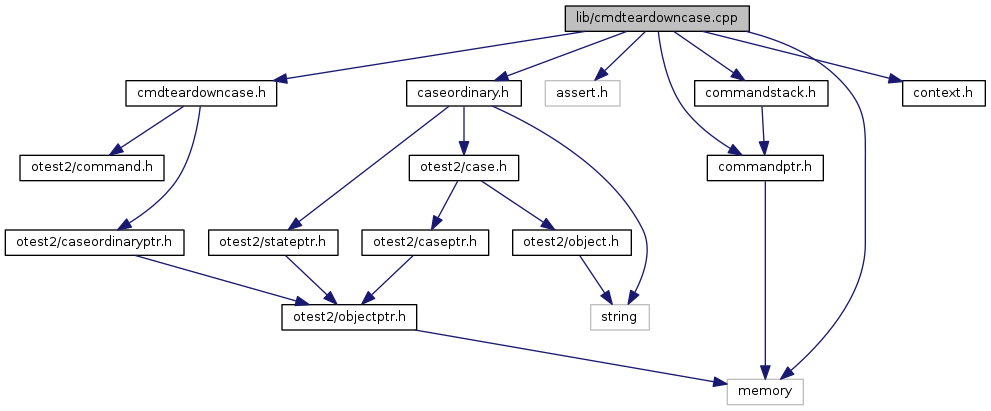 lib/cmdteardowncase.cpp
cmdteardowncase.h
caseordinary.h
assert.h
commandstack.h
context.h
otest2/command.h
otest2/case.h
commandptr.h
otest2/caseordinaryptr.h
otest2/stateptr.h
otest2/caseptr.h
otest2/object.h
otest2/objectptr.h
string
memory